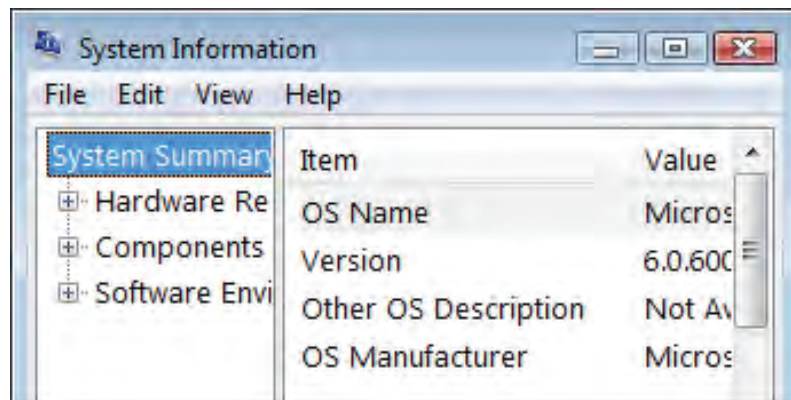 System Information
File Edit View Help
System Summary
Hardware Re
Components
Software Envi
Item Value
OS Name Micros
Version 6.0.600
Other OS Description Not Av
OS Manufacturer Micros